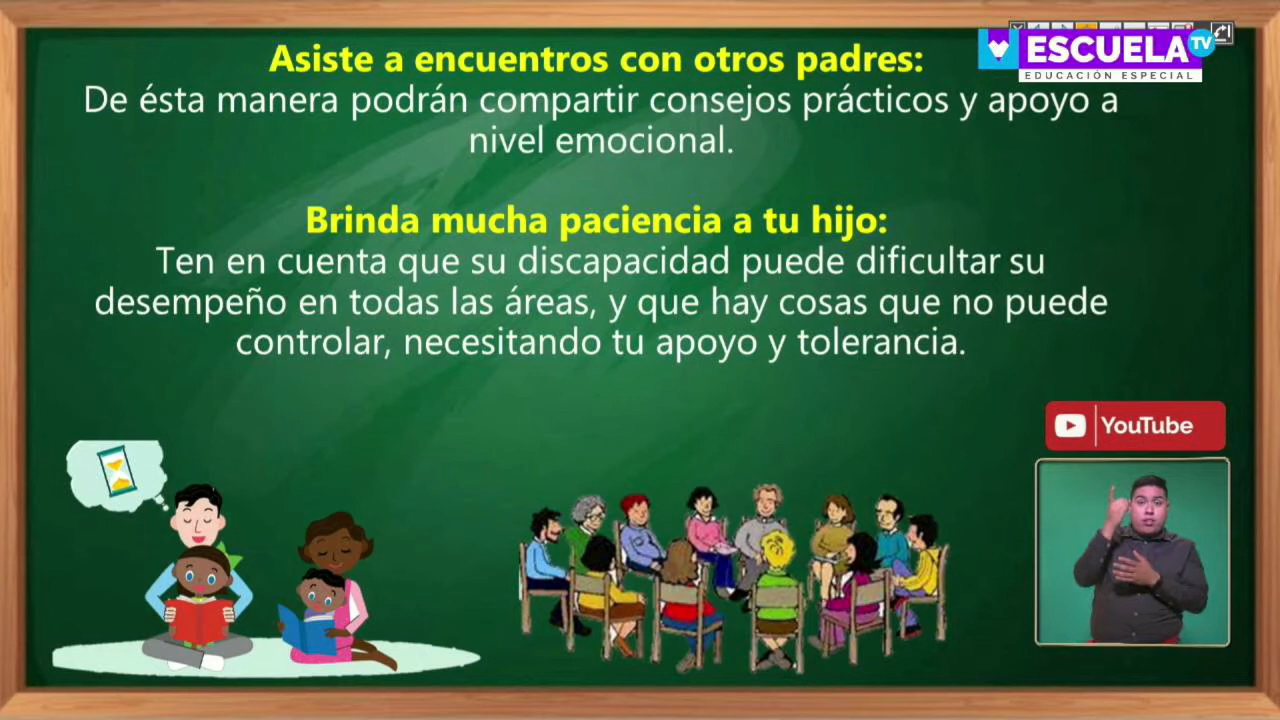 ESCUELA TV
EDUCACIÓN ESPECIAL
Asiste a encuentros con otros padres:
De ésta manera podrán compartir consejos prácticos y apoyo a
nivel emocional.
Brinda mucha paciencia a tu hijo:
Ten en cuenta que su discapacidad puede dificultar su
desempeño en todas las áreas, y que hay cosas que no puede
controlar, necesitando tu apoyo y tolerancia.
YouTube